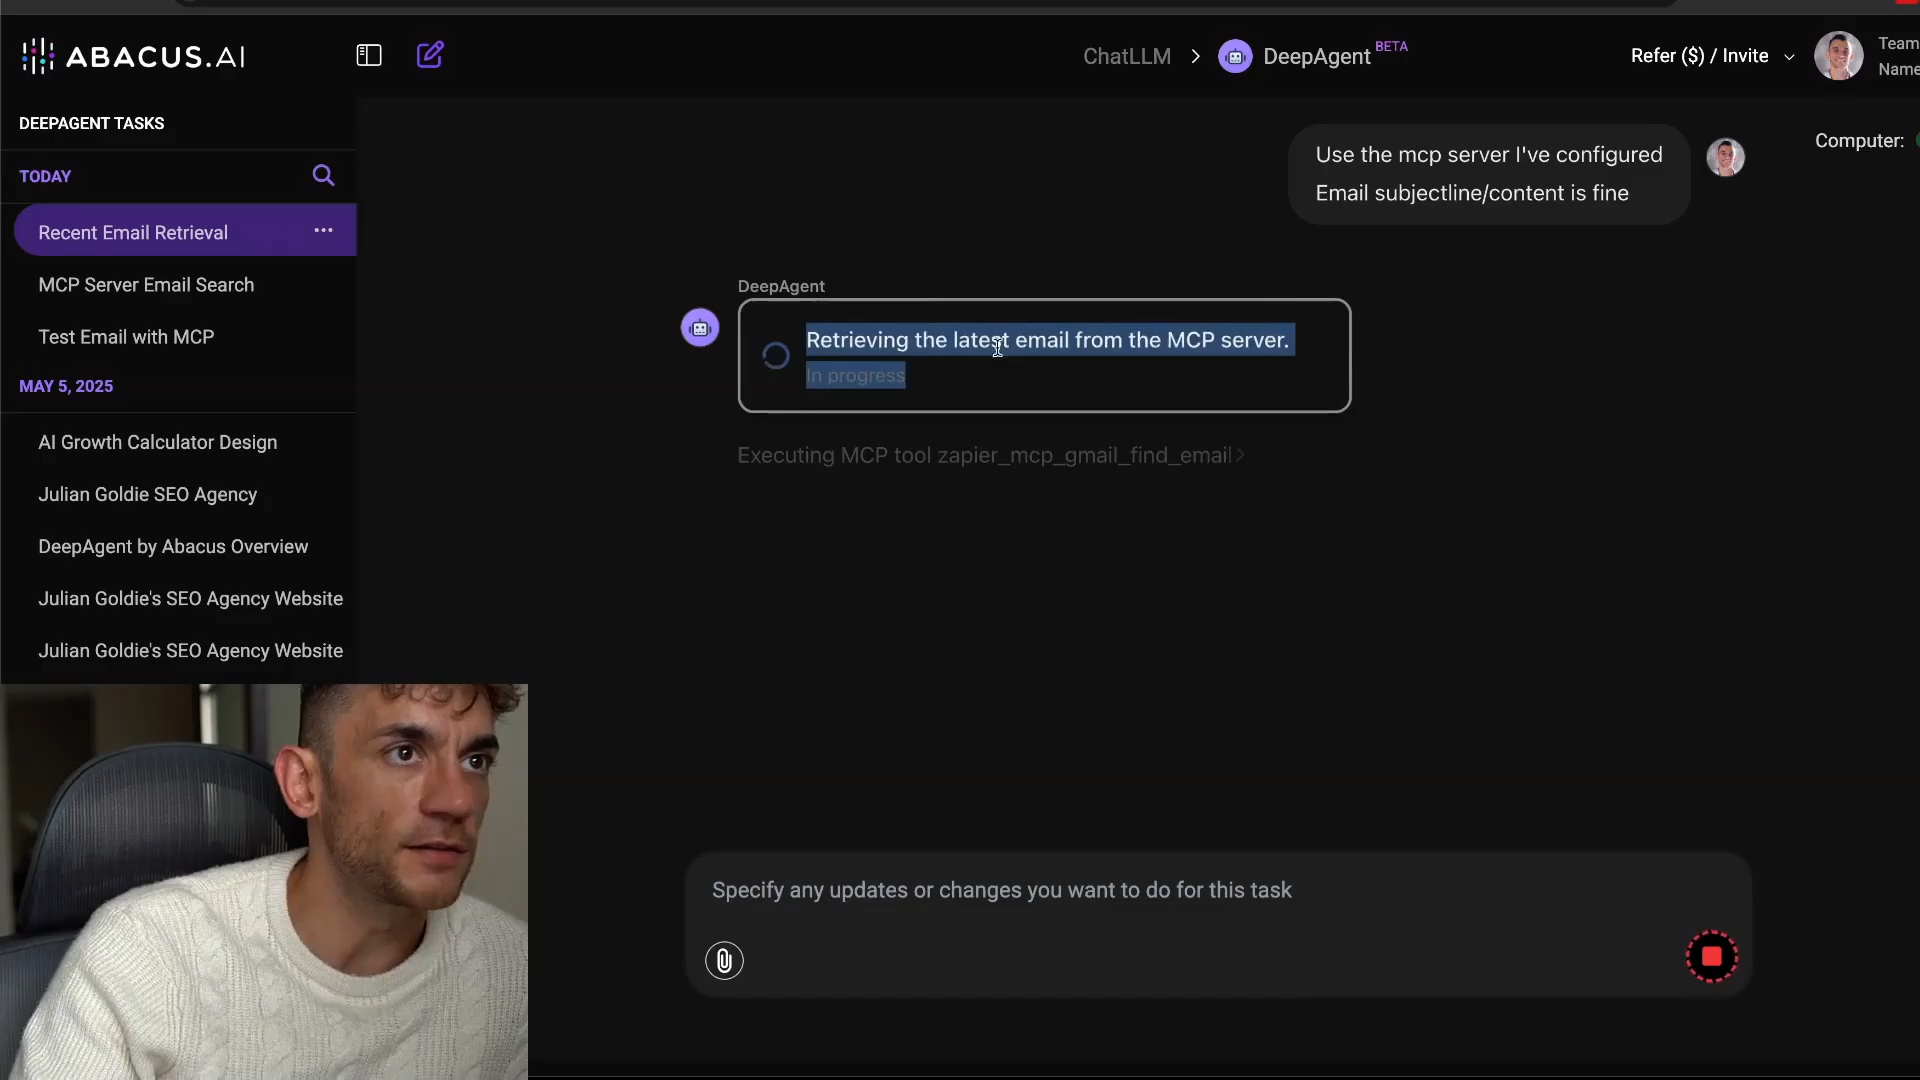 ABACUS.AI
ChatLLM > DeepAgent BETA
Refer ($) / Invite
Team
Name
DEEPAGENT TASKS
TODAY
Recent Email Retrieval
MCP Server Email Search
Test Email with MCP
MAY 5, 2025
AI Growth Calculator Design
Julian Goldie SEO Agency
DeepAgent by Abacus Overview
Julian Goldie's SEO Agency Website
Julian Goldie's SEO Agency Website
Computer:
Use the mcp server I've configured
Email subjectline/content is fine
DeepAgent
Retrieving the latest email from the MCP server.
In progress
Executing MCP tool zapier_mcp_gmail_find_email>
Specify any updates or changes you want to do for this task